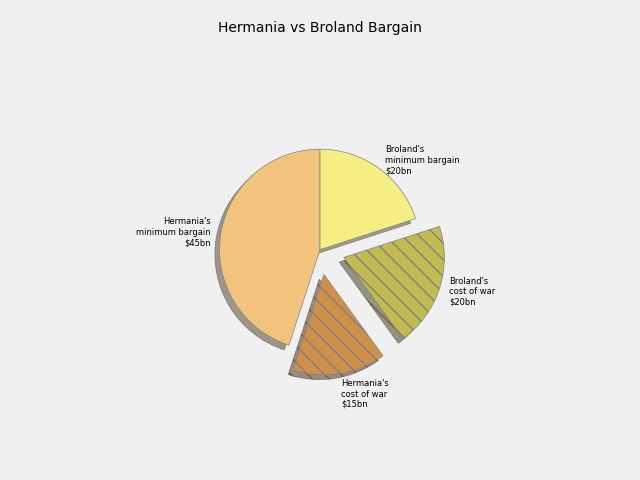 Hermania vs Broland Bargain
Broland's
minimum bargain
$20bn
Hermania's
minimum bargain
$45bn
Broland's
cost of war
$20bn
Hermania's
cost of war
$15bn